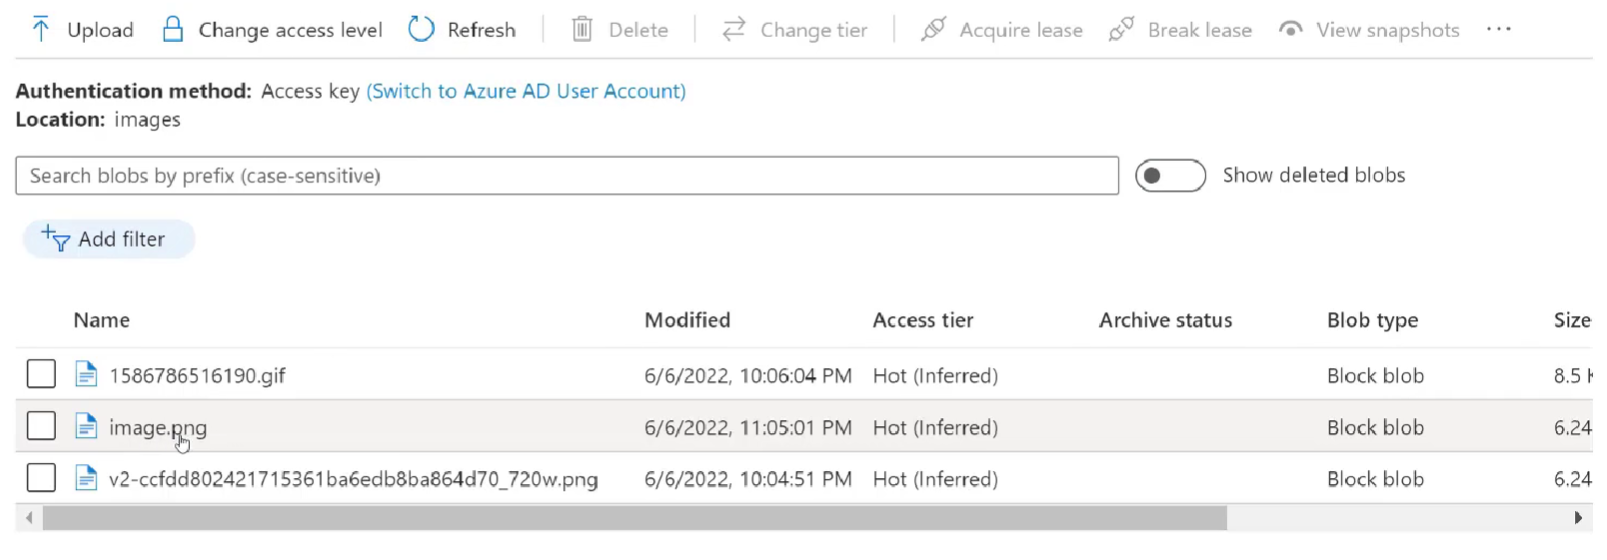 Upload Change access level Refresh Delete Change tier Acquire lease Break lease View snapshots ...
Authentication method: Access key (Switch to Azure AD User Account)
Location: images
Search blobs by prefix (case-sensitive) Show deleted blobs
Add filter
Name Modified Access tier Archive status Blob type Size
1586786516190.gif 6/6/2022, 10:06:04 PM Hot (Inferred) Block blob 8.5
image.png 6/6/2022, 11:05:01 PM Hot (Inferred) Block blob 6.24
v2-ccfdd802421715361ba6edb8ba864d70_720w.png 6/6/2022, 10:04:51 PM Hot (Inferred) Block blob 6.24